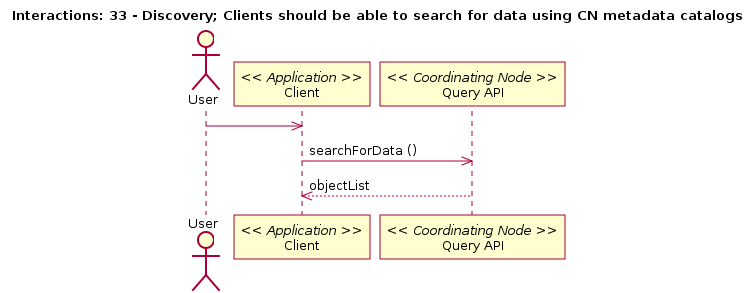 Interactions: 33 - Discovery; Clients should be able to search for data using CN metadata catalogs
User
<< Application >>
Client
<< Coordinating Node >>
Query API
searchForData ()
objectList
User
<< Application >>
Client
<< Coordinating Node >>
Query API